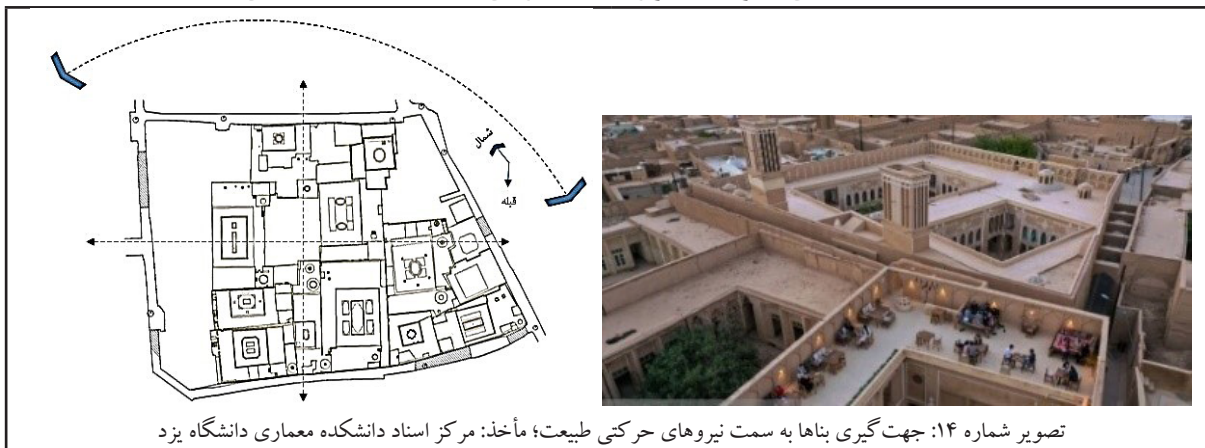 شمال
قبله
تصویر شماره ۱۴: جهت‌گیری بناها به سمت نیروهای حرکتی طبیعت؛ مأخذ: مرکز اسناد دانشکده معماری دانشگاه یزد